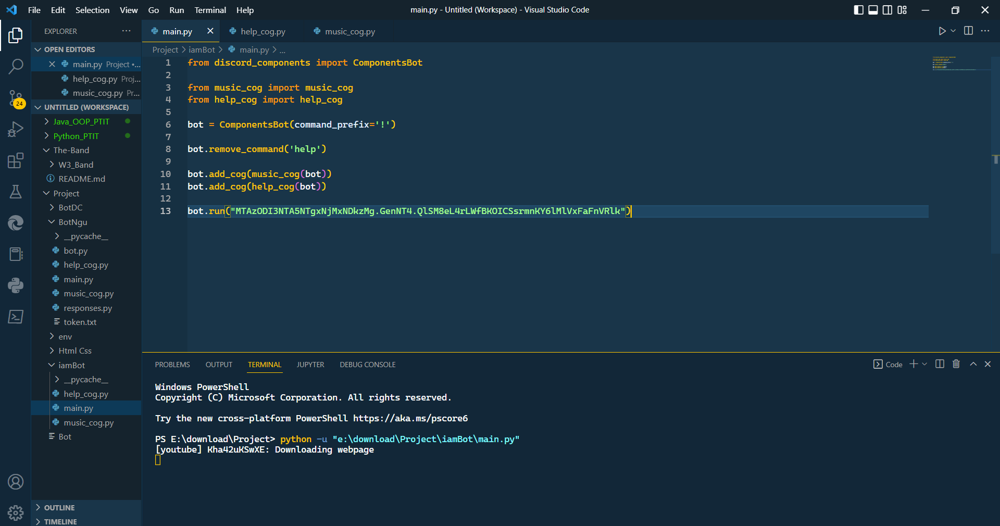 File Edit Selection View Go Run Terminal Help
main.py - Untitled (Workspace) - Visual Studio Code
EXPLORER
OPEN EDITORS
main.py Project •...
help_cog.py Proj...
music_cog.py Pr...
24
UNTITLED (WORKSPACE)
Java_OOP_PTIT
Python_PTIT
The-Band
W3_Band
README.md
Project
BotDC
BotNgu
__pycache__
bot.py
help_cog.py
main.py
music_cog.py
responses.py
token.txt
env
Html Css
iamBot
__pycache__
help_cog.py
main.py
music_cog.py
Bot
OUTLINE
TIMELINE
main.py help_cog.py music_cog.py
Project > iamBot > main.py > ...
1 from discord_components import ComponentsBot
2
3 from music_cog import music_cog
4 from help_cog import help_cog
5
6 bot = ComponentsBot(command_prefix='!')
7
8 bot.remove_command('help')
9
10 bot.add_cog(music_cog(bot))
11 bot.add_cog(help_cog(bot))
12
13 bot.run("MTAzODI3NTA5NTgxNjMxNDkzMg.GenNT4.QlSM8eL4rLWfBKOICSsrmnKY6lMlVxFaFnVRlk")
PROBLEMS OUTPUT TERMINAL JUPYTER DEBUG CONSOLE
Code
Windows PowerShell
Copyright (C) Microsoft Corporation. All rights reserved.
Try the new cross-platform PowerShell https://aka.ms/pscore6
PS E:\download\Project> python -u "e:\download\Project\iamBot\main.py"
[youtube] Kha42uKSwXE: Downloading webpage